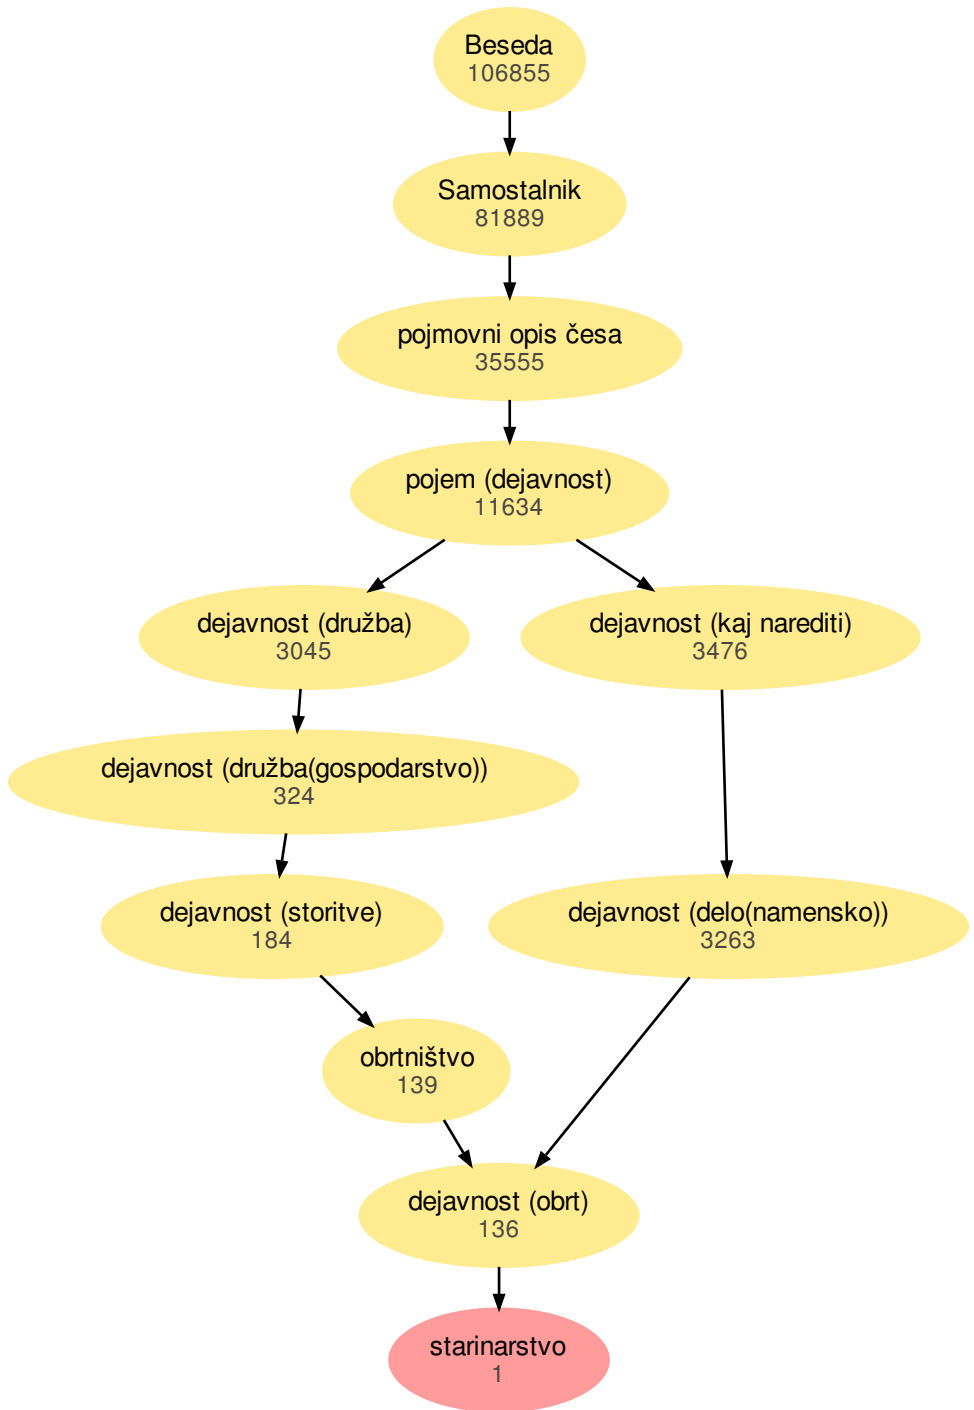 Beseda
106855
Samostalnik
81889
pojmovni opis česa
35555
pojem (dejavnost)
11634
dejavnost (družba)
3045
dejavnost (kaj narediti)
3476
dejavnost (družba(gospodarstvo))
324
dejavnost (storitve)
184
dejavnost (delo(namensko))
3263
obrtništvo
139
dejavnost (obrt)
136
starinarstvo
1